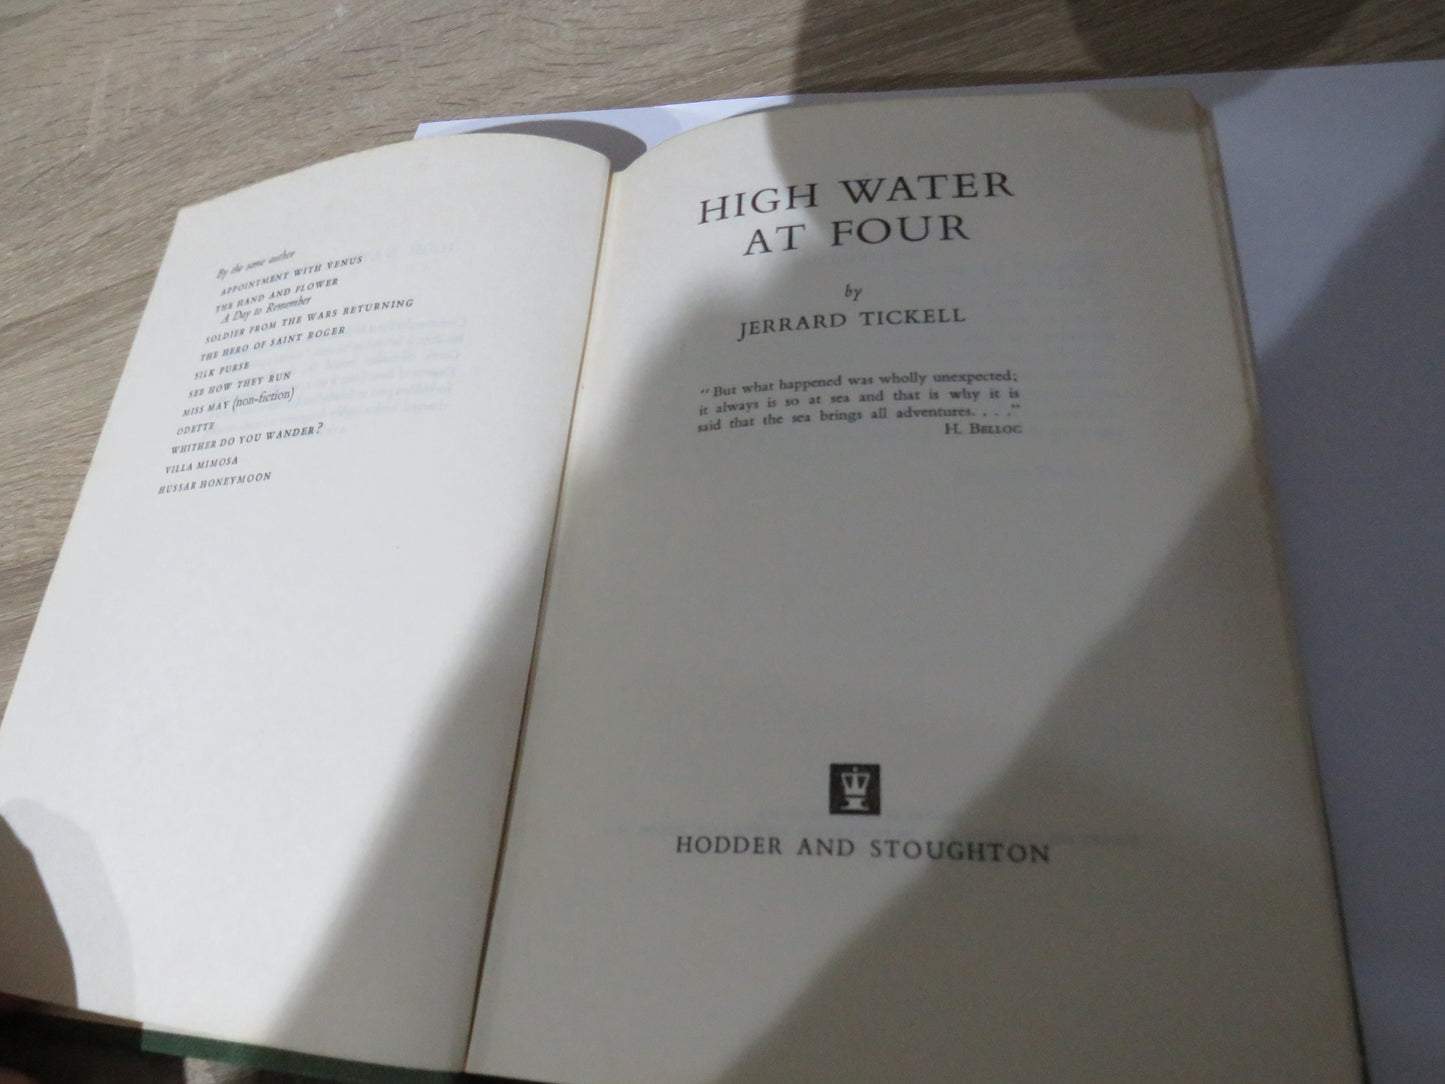 By the same author
APPOINTMENT WITH VENUS
THE HAND AND FLOWER
A Day to Remember
SOLDIER FROM THE WARS RETURNING
THE HERO OF SAINT ROGER
SILK PURSE
SEE HOW THEY RUN
MISS MAY (non-fiction)
ODETTE
WHITHER DO YOU WANDER?
VILLA MIMOSA
HUSSAR HONEYMOON
HIGH WATER
AT FOUR
by
JERRARD TICKELL
"But what happened was wholly unexpected;
it always is so at sea and that is why it is
said that the sea brings all adventures. . . ."
H. BELLOC
HODDER AND STOUGHTON